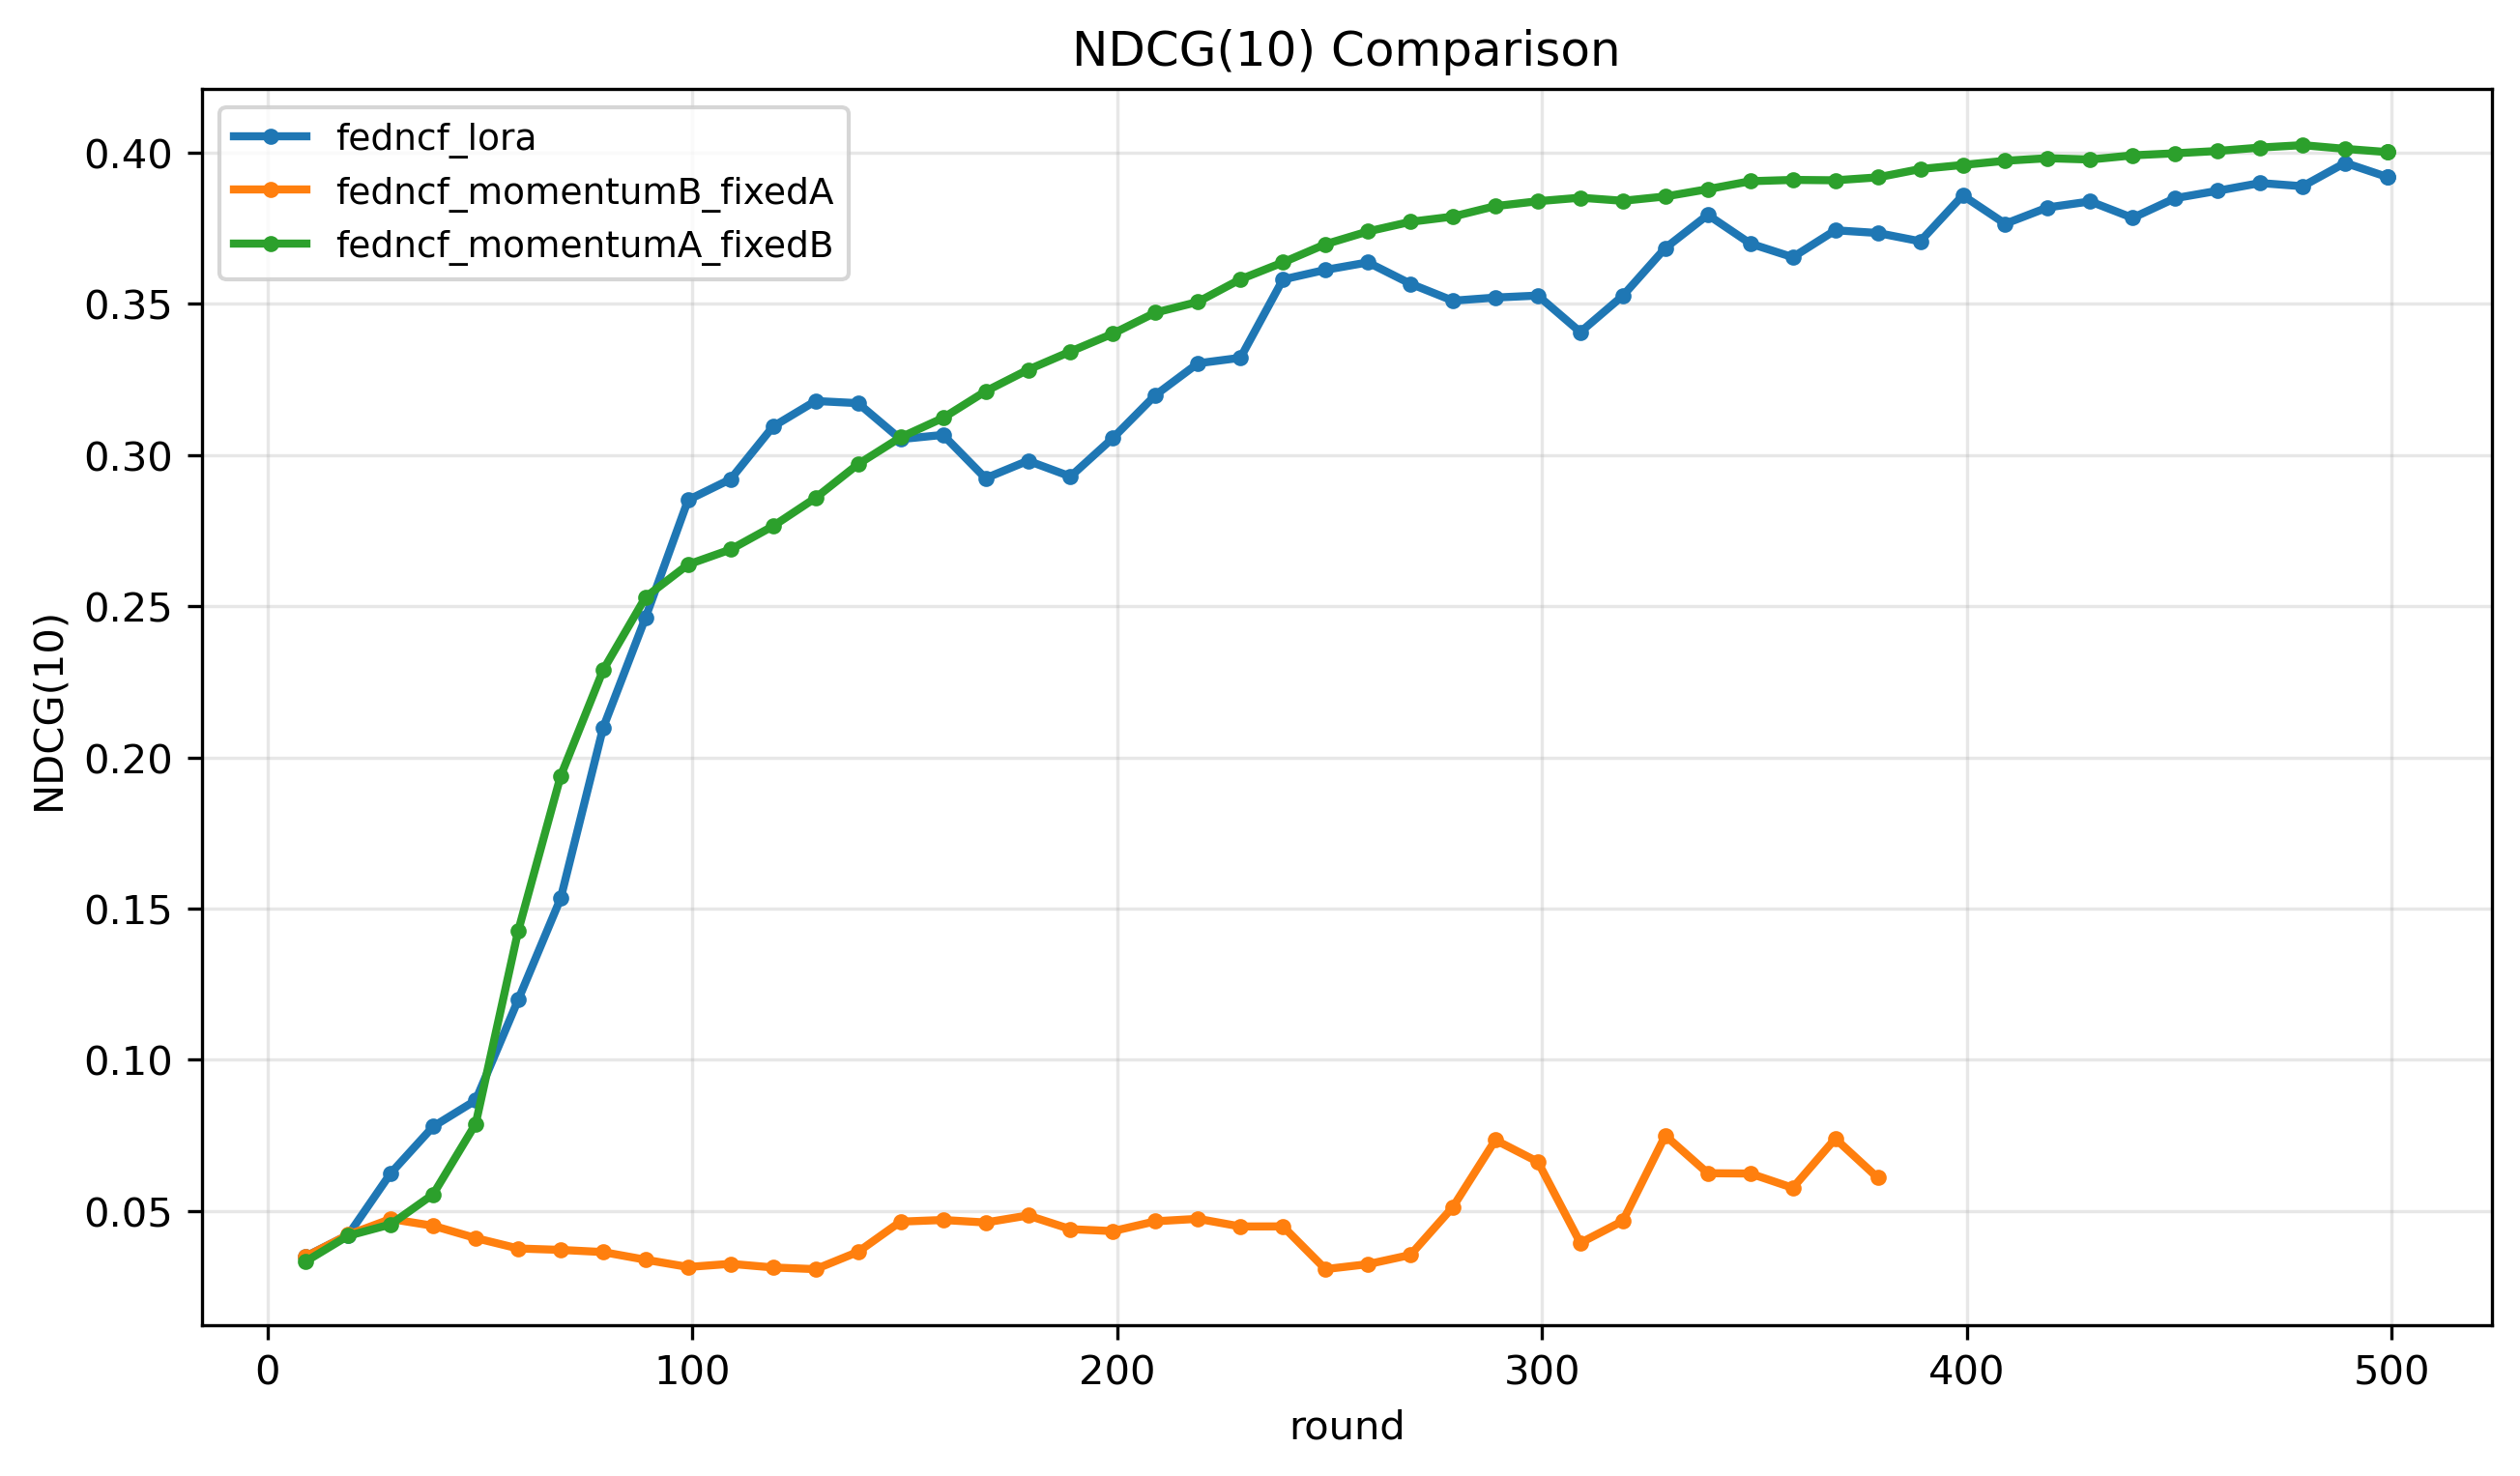 NDCG(10) Comparison
fedncf_lora
fedncf_momentumB_fixedA
fedncf_momentumA_fixedB
0.40
0.35
0.30
0.25
0.20
0.15
0.10
0.05
NDCG(10)
0 100 200 300 400 500
round